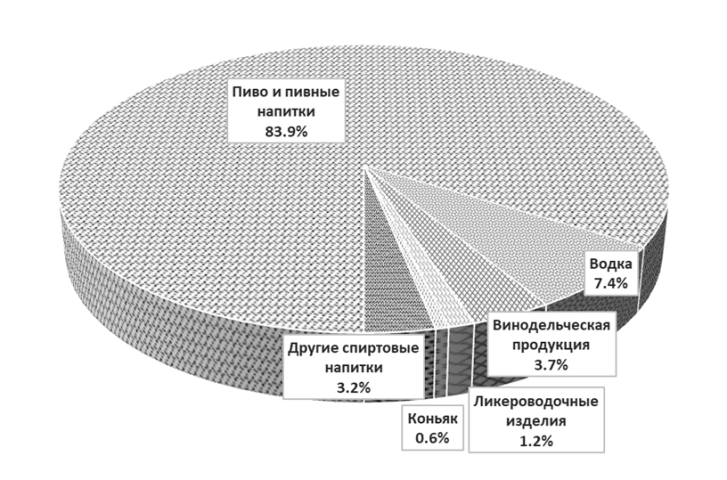 Пиво и пивные
напитки
83.9%
Водка
7.4%
Винодельческая
продукция
3.7%
Другие спиртовые
напитки
3.2%
Ликероводочные
изделия
1.2%
Коньяк
0.6%